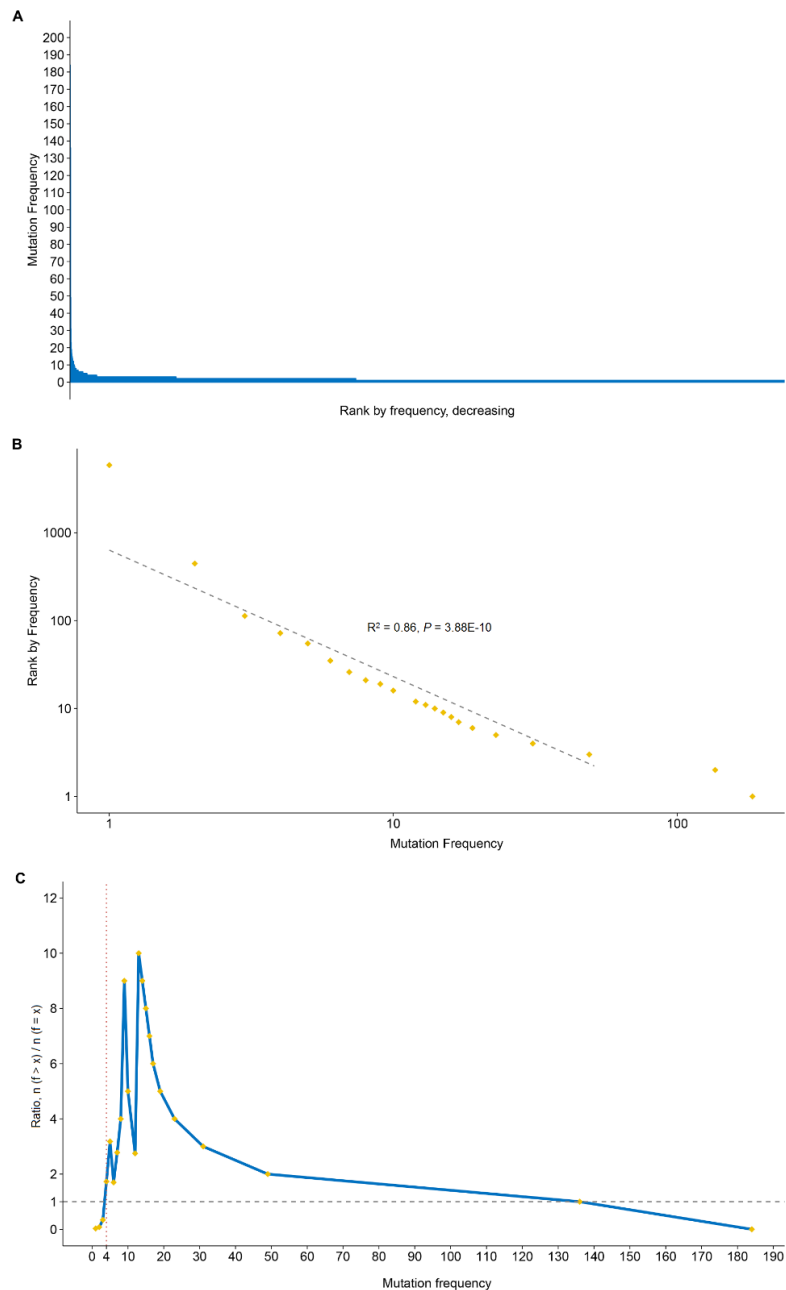 A
200
190
180
170
160
150
140
130
120
110
100
90
80
70
60
50
40
30
20
10
0
Mutation Frequency
Rank by frequency, decreasing
B
1000
100
10
1
Rank by Frequency
R² = 0.86, P = 3.88E-10
1 10 100
Mutation Frequency
C
12
10
8
6
4
2
1
0
Ratio, n (f > x) / n (f = x)
0 4 10 20 30 40 50 60 70 80 90 100 110 120 130 140 150 160 170 180 190
Mutation frequency